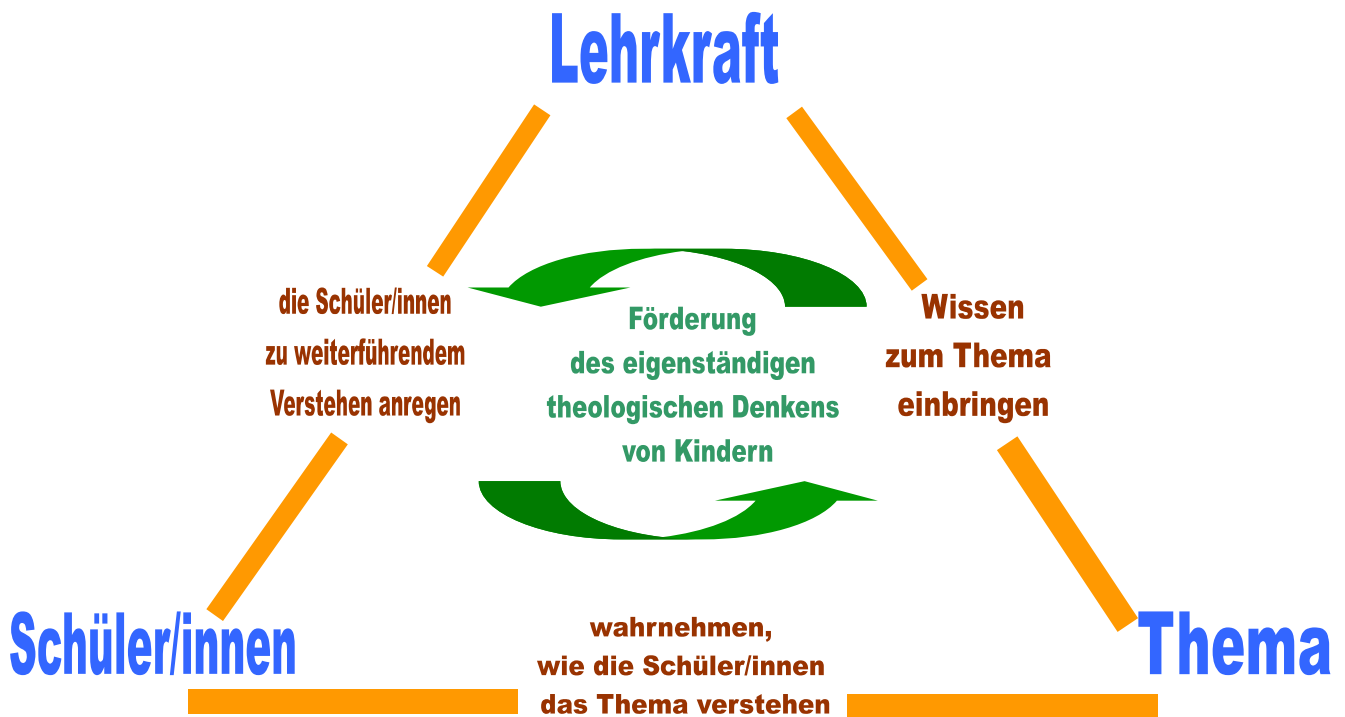 Lehrkraft
die Schüler/innen
zu weiterführendem
Verstehen anregen
Förderung
des eigenständigen
theologischen Denkens
von Kindern
Wissen
zum Thema
einbringen
Schüler/innen
wahrnehmen,
wie die Schüler/innen
das Thema verstehen
Thema